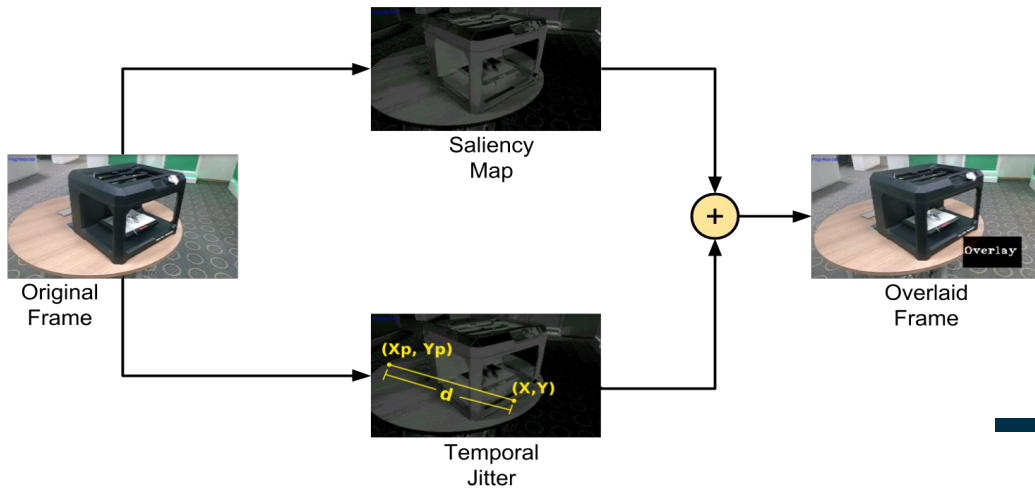 Saliency
Map
Original
Frame
(Xp, Yp)
(X,Y)
d
Temporal
Jitter
+
Overlay
Overlaid
Frame